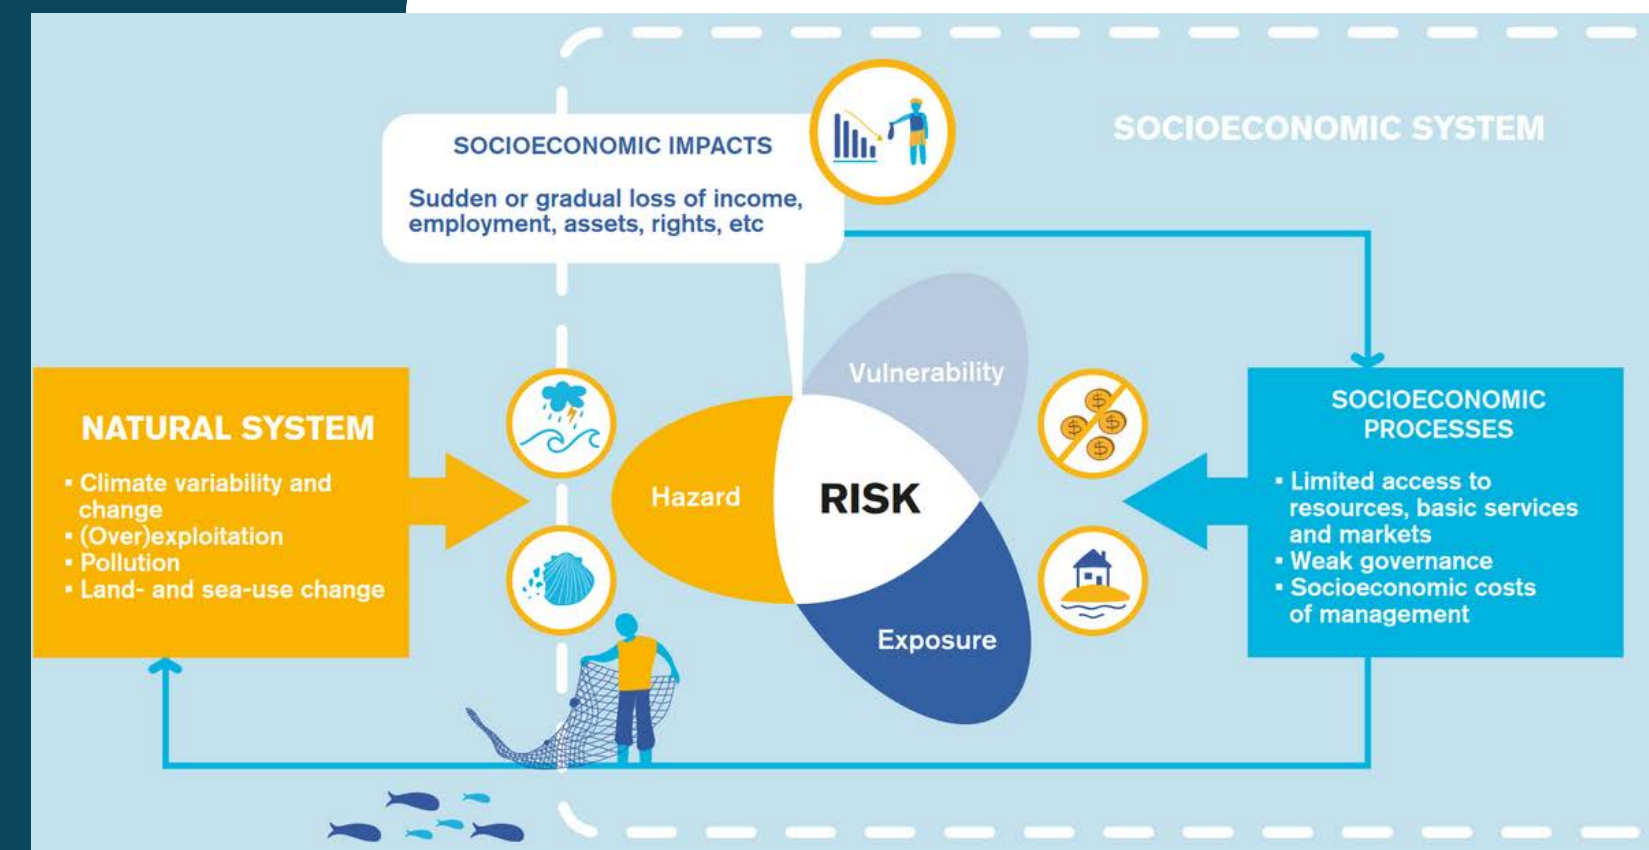 SOCIOECONOMIC SYSTEM
SOCIOECONOMIC IMPACTS
Sudden or gradual loss of income,
employment, assets, rights, etc
NATURAL SYSTEM
▪ Climate variability and
change
▪ (Over)exploitation
▪ Pollution
▪ Land- and sea-use change
Vulnerability
Hazard
RISK
Exposure
SOCIOECONOMIC
PROCESSES
▪ Limited access to
resources, basic services
and markets
▪ Weak governance
▪ Socioeconomic costs
of management
$
$
$
$